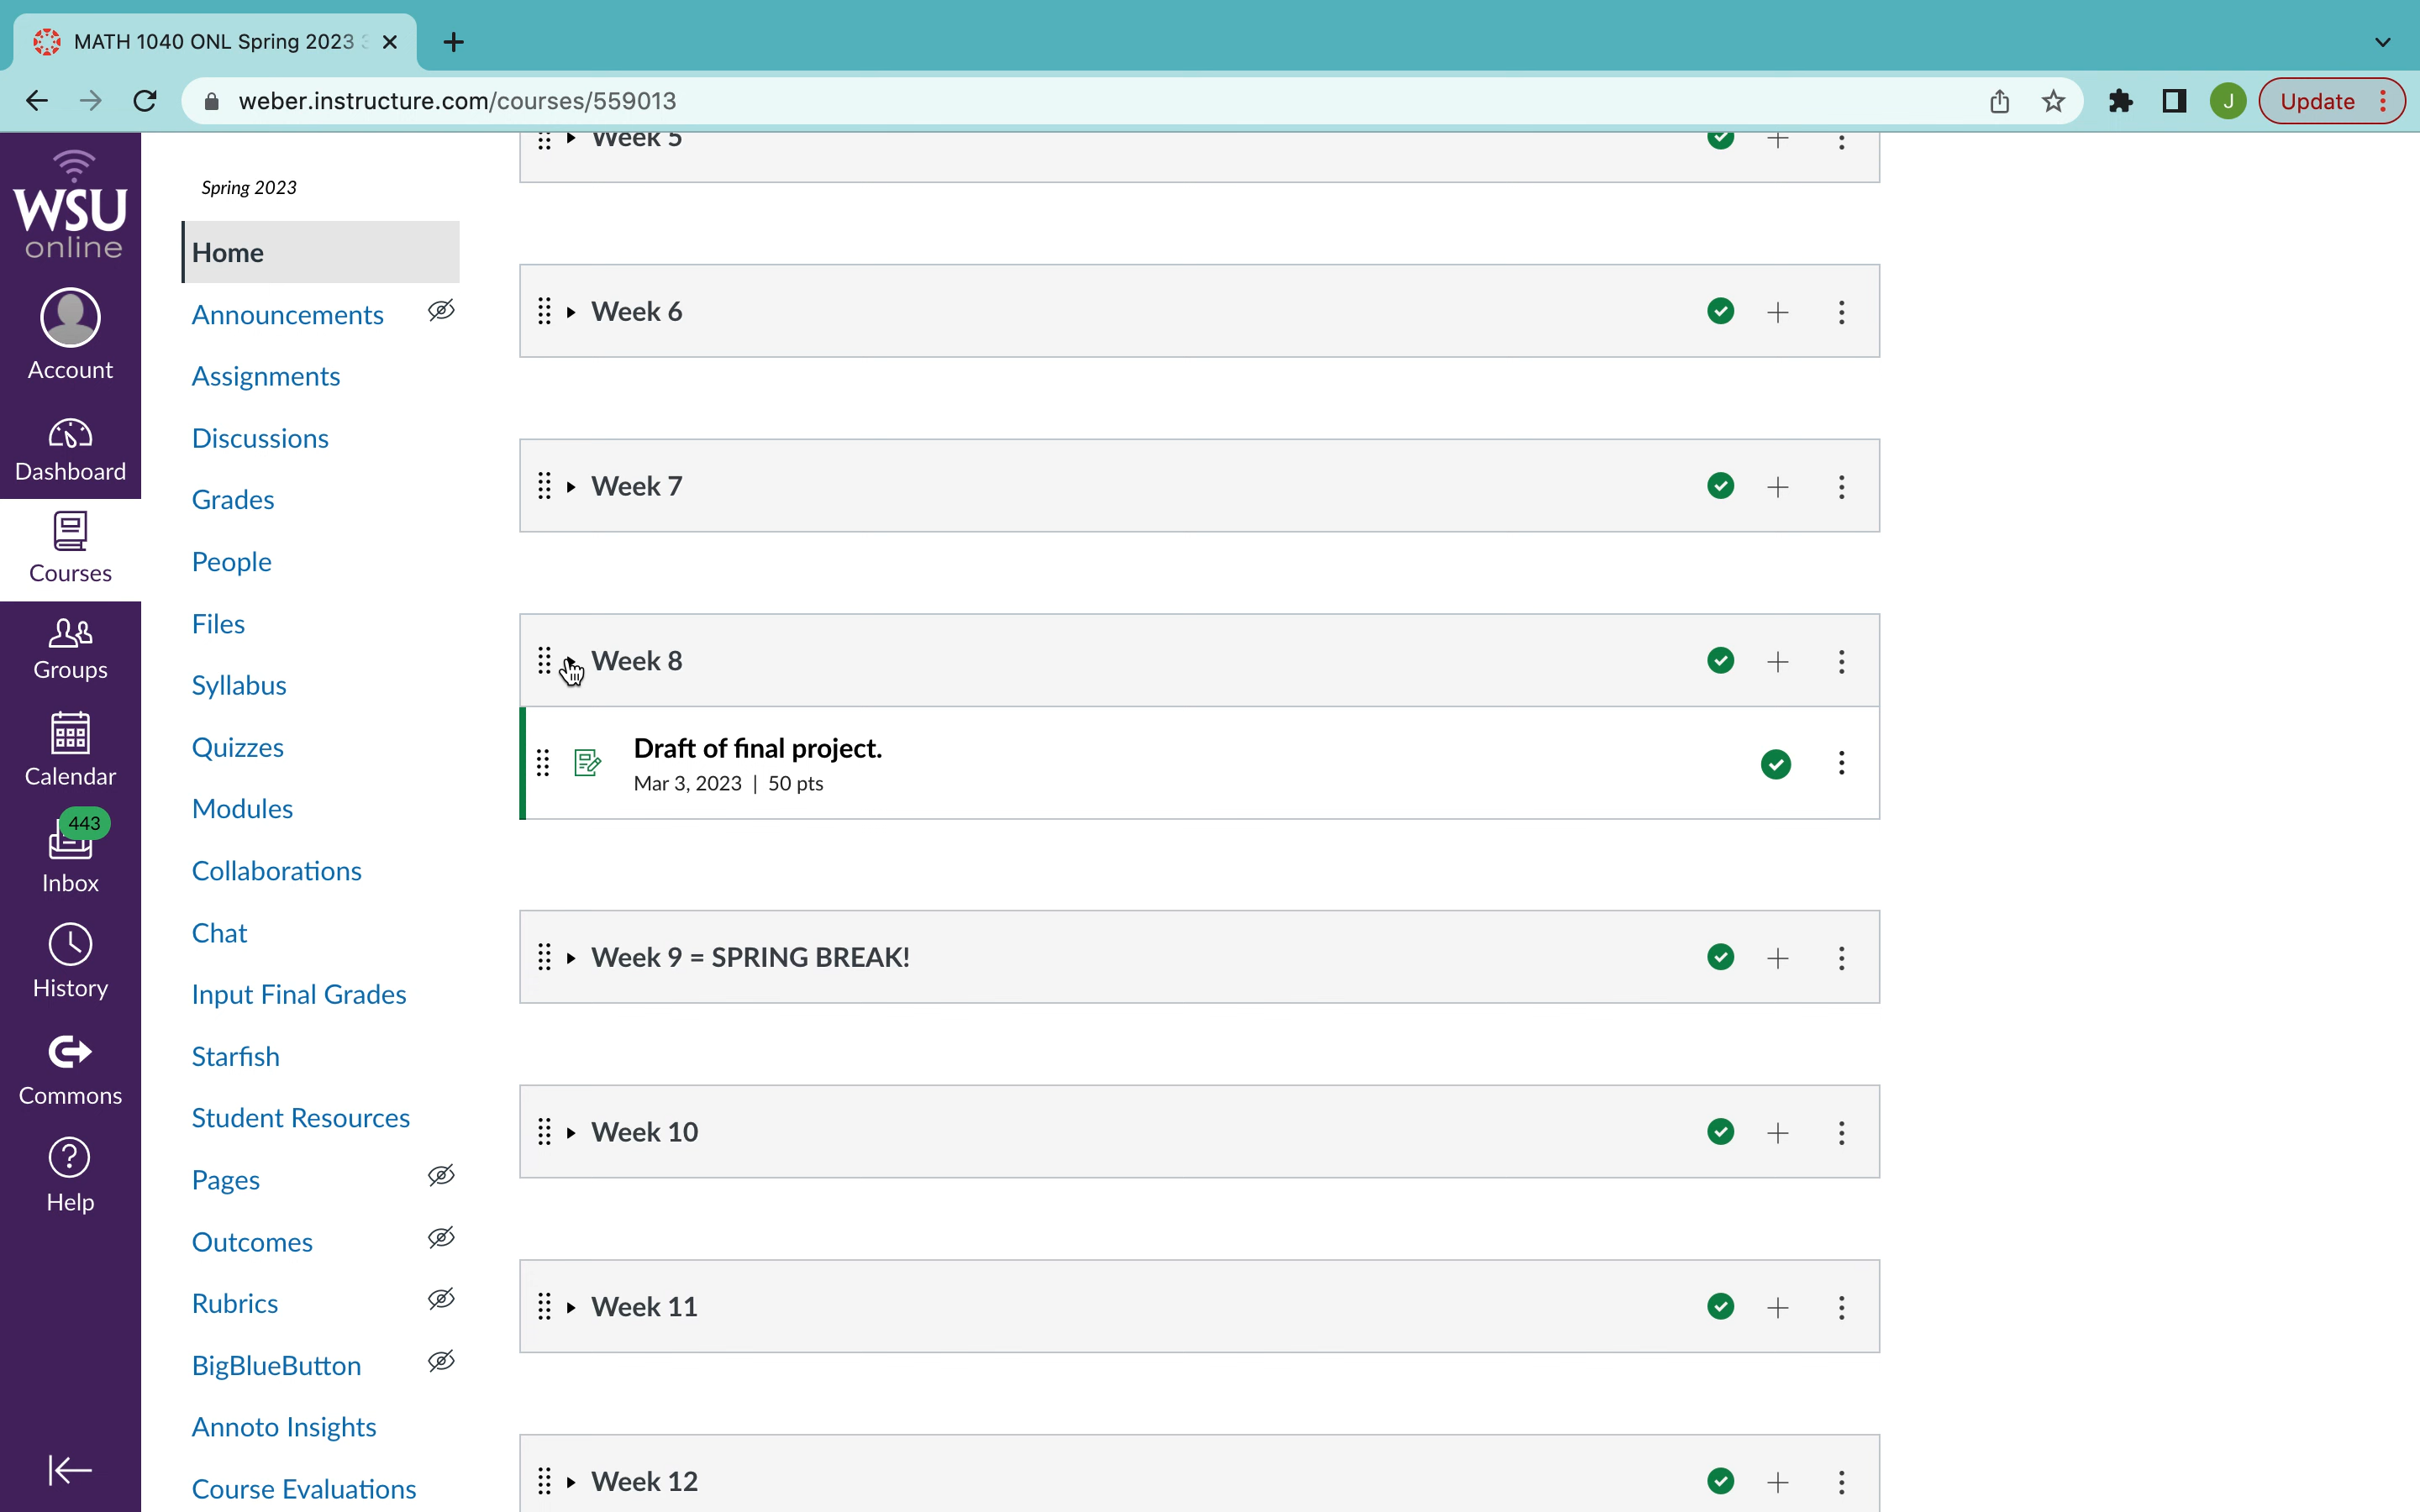 MATH 1040 ONL Spring 2023
weber.instructure.com/courses/559013
J
Update
WSU
online
Account
Dashboard
Courses
Groups
Calendar
443
Inbox
History
Commons
Help
Spring 2023
Home
Announcements
Assignments
Discussions
Grades
People
Files
Syllabus
Quizzes
Modules
Collaborations
Chat
Input Final Grades
Starfish
Student Resources
Pages
Outcomes
Rubrics
BigBlueButton
Annoto Insights
Course Evaluations
Week 5
Week 6
Week 7
Week 8
Draft of final project.
Mar 3, 2023 | 50 pts
Week 9 = SPRING BREAK!
Week 10
Week 11
Week 12